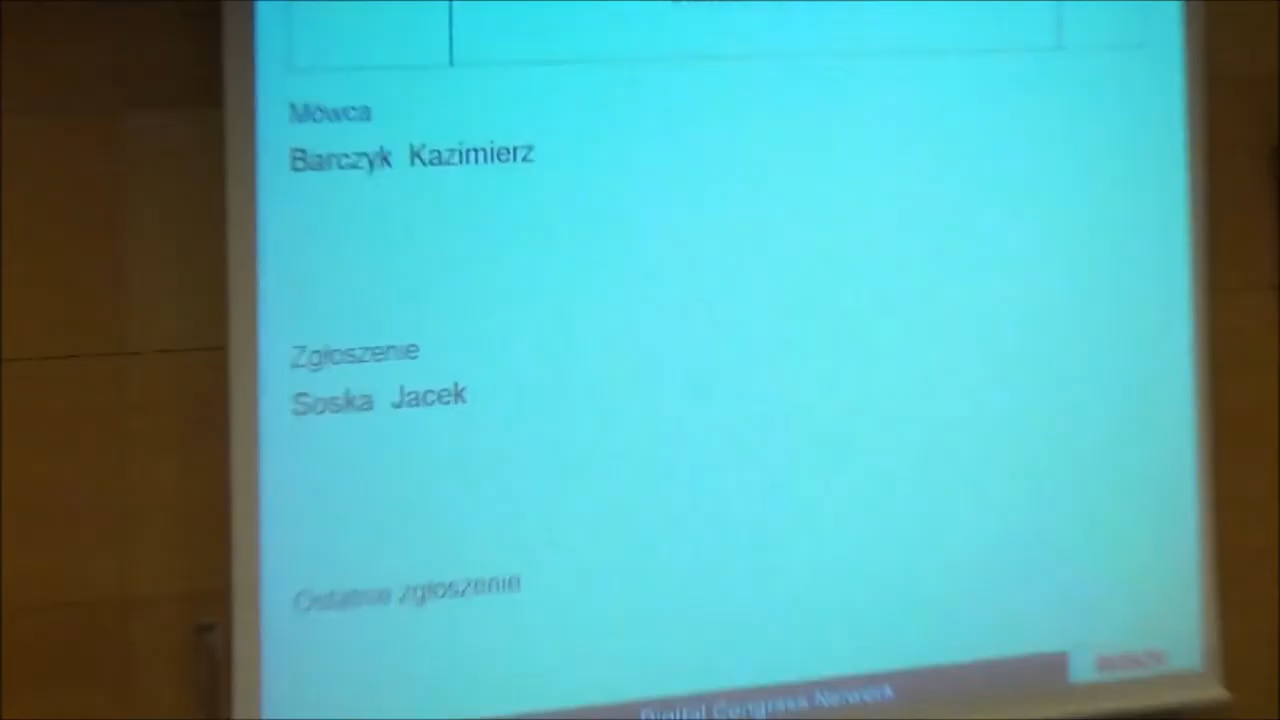 Mówca
Barczyk Kazimierz
Zgłoszenie
Soska Jacek
Ostatnie zgłoszenie
Digital Congress Network